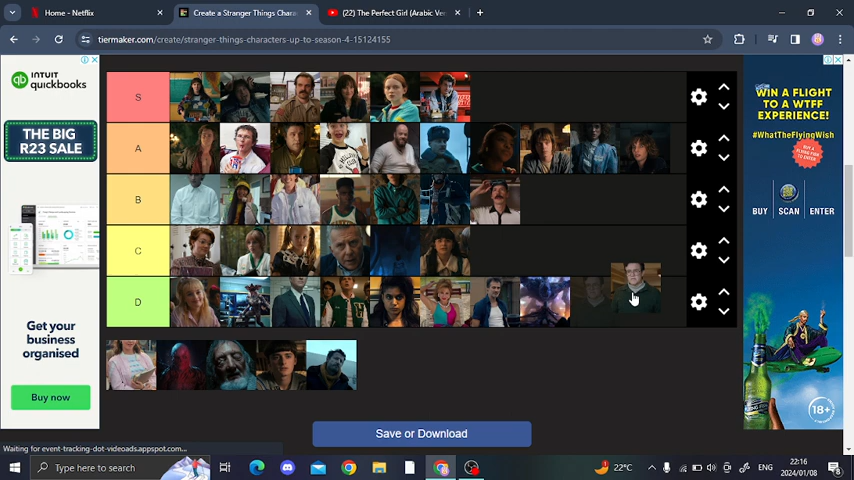 Home - Netflix
Create a Stranger Things Chara
(22) The Perfect Girl (Arabic Ver
tiermaker.com/create/stranger-things-characters-up-to-season-4-15124155
INTUIT
quickbooks
THE BIG
R23 SALE
Get your
business
organised
Buy now
S
A
B
C
D
Save or Download
WIN A FLIGHT
TO A WTFF
EXPERIENCE!
#WhatTheFlyingWish
BUY
SCAN
ENTER
18+
Waiting for event-tracking-dot-videoads.appspot.com...
Type here to search
22°C
ENG
22:16
2024/01/08